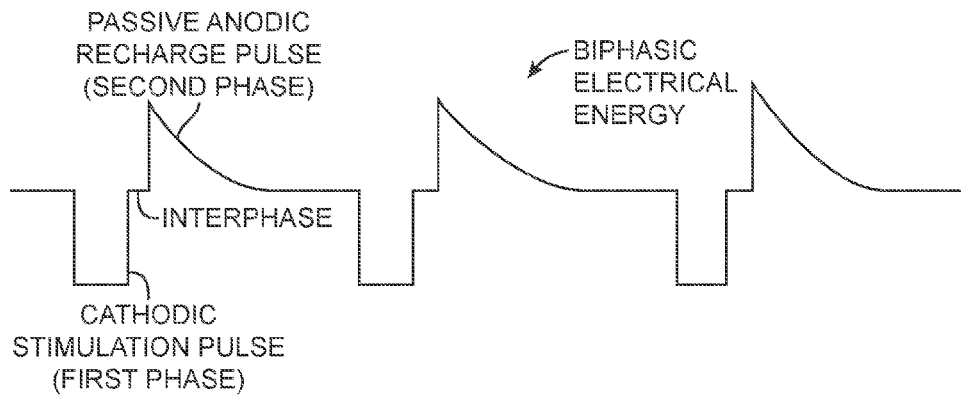 PASSIVE ANODIC
RECHARGE PULSE
(SECOND PHASE)
BIPHASIC
ELECTRICAL
ENERGY
INTERPHASE
CATHODIC
STIMULATION PULSE
(FIRST PHASE)